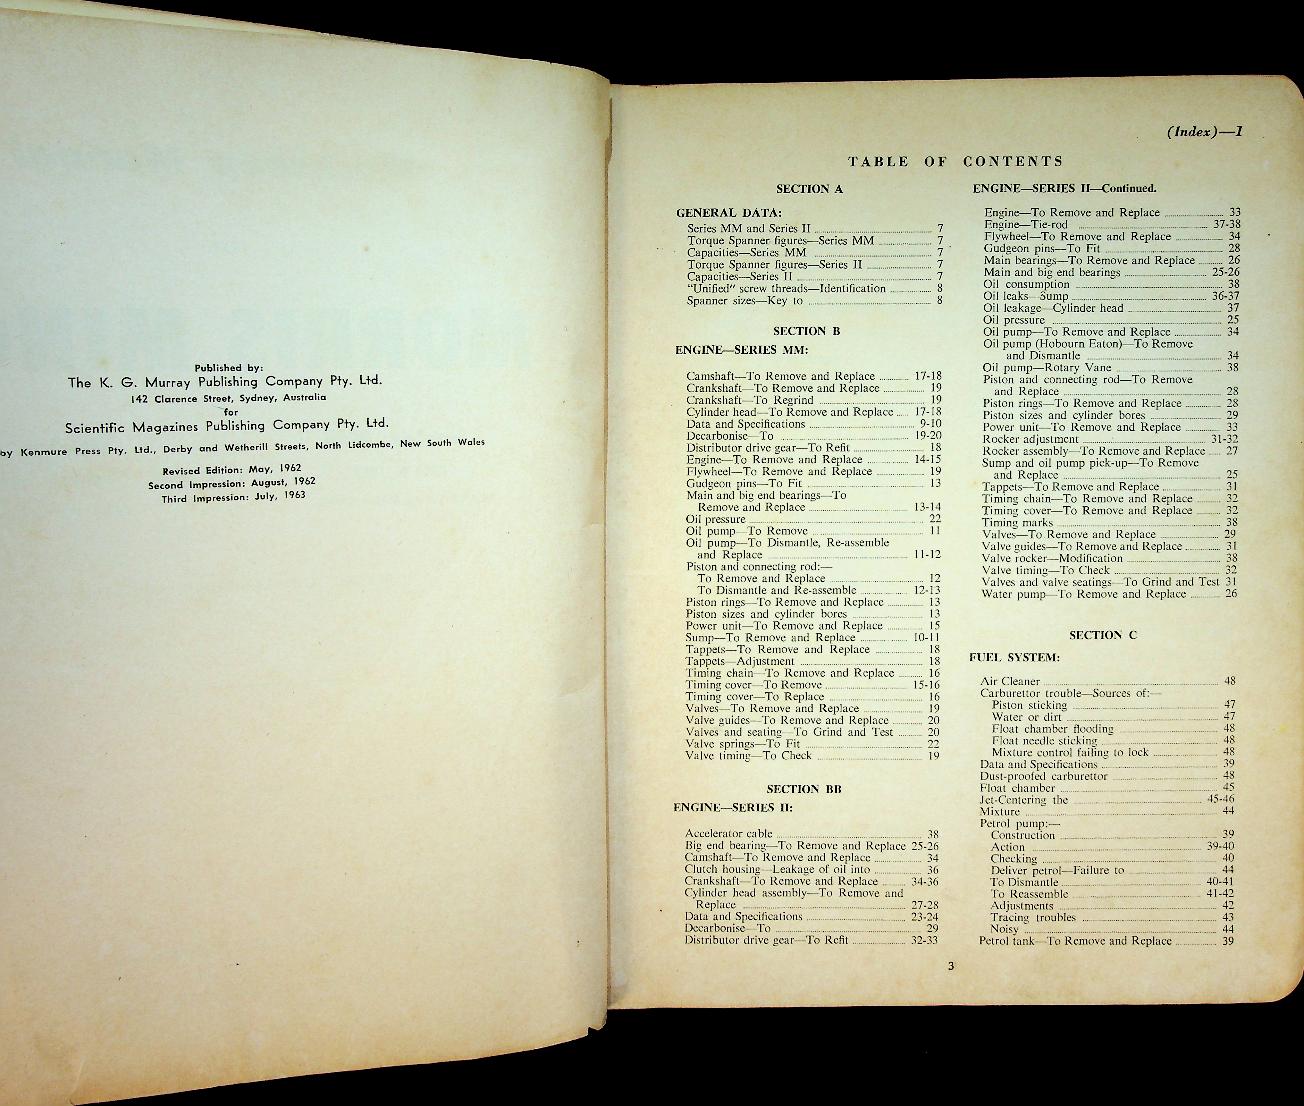 Published by:
The K. G. Murray Publishing Company Pty. Ltd.
142 Clarence Street, Sydney, Australia
for
Scientific Magazines Publishing Company Pty. Ltd.
by Kenmure Press Pty. Ltd., Derby and Wetherill Streets, North Lidcombe, New South Wales
Revised Edition: May, 1962
Second Impression: August, 1962
Third Impression: July, 1963
(Index)—1
TABLE OF CONTENTS
SECTION A
GENERAL DATA:
Series MM and Series II 7
Torque Spanner figures—Series MM 7
Capacities—Series MM 7
Torque Spanner figures—Series II 7
Capacities—Series II 7
"Unified" screw threads—Identification 8
Spanner sizes—Key to 8
SECTION B
ENGINE—SERIES MM:
Camshaft—To Remove and Replace 17-18
Crankshaft—To Remove and Replace 19
Crankshaft—To Regrind 19
Cylinder head—To Remove and Replace 17-18
Data and Specifications 9-10
Decarbonise—To 19-20
Distributor drive gear—To Refit 18
Engine—To Remove and Replace 14-15
Flywheel—To Remove and Replace 19
Gudgeon pins—To Fit 13
Main and big end bearings—To
Remove and Replace 13-14
Oil pressure 22
Oil pump—To Remove 11
Oil pump—To Dismantle, Re-assemble
and Replace 11-12
Piston and connecting rod:—
To Remove and Replace 12
To Dismantle and Re-assemble 12-13
Piston rings—To Remove and Replace 13
Piston sizes and cylinder bores 13
Power unit—To Remove and Replace 15
Sump—To Remove and Replace 10-11
Tappets—To Remove and Replace 18
Tappets—Adjustment 18
Timing chain—To Remove and Replace 16
Timing cover—To Remove 15-16
Timing cover—To Replace 16
Valves—To Remove and Replace 19
Valve guides—To Remove and Replace 20
Valves and seating—To Grind and Test 20
Valve springs—To Fit 22
Valve timing—To Check 19
SECTION BB
ENGINE—SERIES II:
Accelerator cable 38
Big end bearing—To Remove and Replace 25-26
Camshaft—To Remove and Replace 34
Clutch housing—Leakage of oil into 36
Crankshaft—To Remove and Replace 34-36
Cylinder head assembly—To Remove and
Replace 27-28
Data and Specifications 23-24
Decarbonise—To 29
Distributor drive gear—To Refit 32-33
ENGINE—SERIES II—Continued.
Engine—To Remove and Replace 33
Engine—Tie-rod 37-38
Flywheel—To Remove and Replace 34
Gudgeon pins—To Fit 28
Main bearings—To Remove and Replace 26
Main and big end bearings 25-26
Oil consumption 38
Oil leaks—Sump 36-37
Oil leakage—Cylinder head 37
Oil pressure 25
Oil pump—To Remove and Replace 34
Oil pump (Hobourn Eaton)—To Remove
and Dismantle 34
Oil pump—Rotary Vane 38
Piston and connecting rod—To Remove
and Replace 28
Piston rings—To Remove and Replace 28
Piston sizes and cylinder bores 29
Power unit—To Remove and Replace 33
Rocker adjustment 31-32
Rocker assembly—To Remove and Replace 27
Sump and oil pump pick-up—To Remove
and Replace 25
Tappets—To Remove and Replace 31
Timing chain—To Remove and Replace 32
Timing cover—To Remove and Replace 32
Timing marks 38
Valves—To Remove and Replace 29
Valve guides—To Remove and Replace 31
Valve rocker—Modification 38
Valve timing—To Check 32
Valves and valve seatings—To Grind and Test 31
Water pump—To Remove and Replace 26
SECTION C
FUEL SYSTEM:
Air Cleaner 48
Carburettor trouble—Sources of:—
Piston sticking 47
Water or dirt 47
Float chamber flooding 48
Float needle sticking 48
Mixture control failing to lock 48
Data and Specifications 39
Dust-proofed carburettor 48
Float chamber 45
Jet-Centering the 45-46
Mixture 44
Petrol pump:—
Construction 39
Action 39-40
Checking 40
Deliver petrol—Failure to 44
To Dismantle 40-41
To Reassemble 41-42
Adjustments 42
Tracing troubles 43
Noisy 44
Petrol tank—To Remove and Replace 39
3